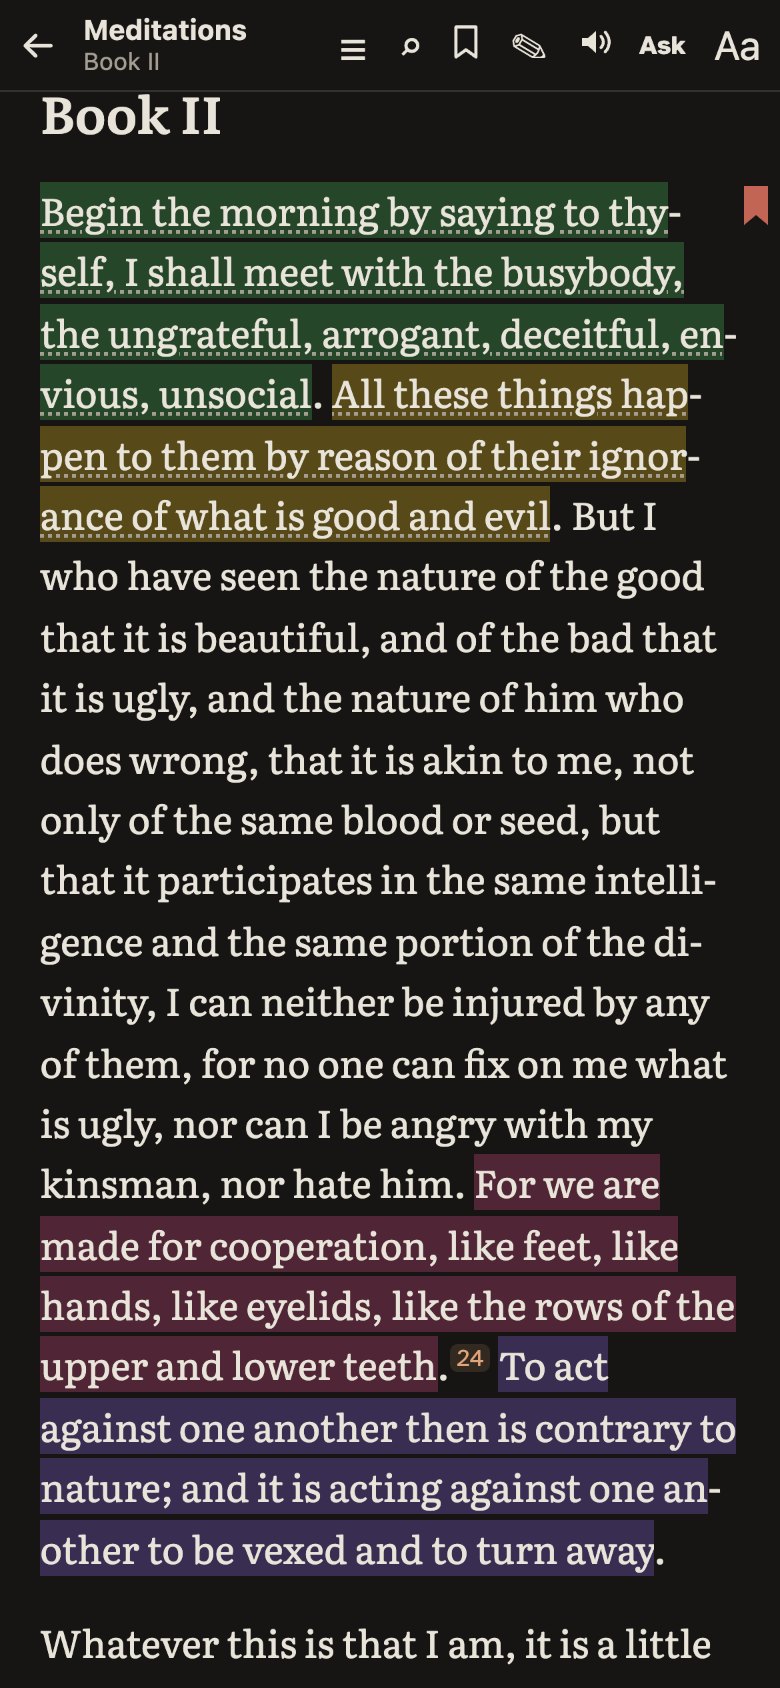 Meditations
Book II
Ask
Aa
Book II
Begin the morning by saying to thy-
self, I shall meet with the busybody,
the ungrateful, arrogant, deceitful, en-
vious, unsocial. All these things hap-
pen to them by reason of their ignor-
ance of what is good and evil. But I
who have seen the nature of the good
that it is beautiful, and of the bad that
it is ugly, and the nature of him who
does wrong, that it is akin to me, not
only of the same blood or seed, but
that it participates in the same intelli-
gence and the same portion of the di-
vinity, I can neither be injured by any
of them, for no one can fix on me what
is ugly, nor can I be angry with my
kinsman, nor hate him. For we are
made for cooperation, like feet, like
hands, like eyelids, like the rows of the
upper and lower teeth. 24 To act
against one another then is contrary to
nature; and it is acting against one an-
other to be vexed and to turn away.
Whatever this is that I am, it is a little